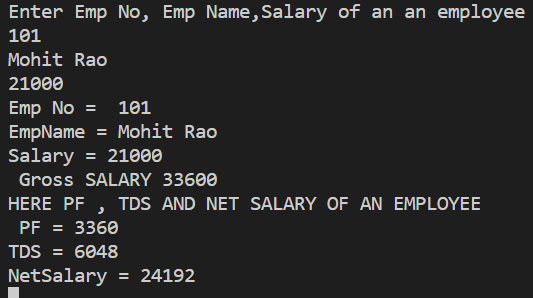 Enter Emp No, Emp Name,Salary of an an employee
101
Mohit Rao
21000
Emp No =  101
EmpName = Mohit Rao
Salary = 21000
 Gross SALARY 33600
HERE PF , TDS AND NET SALARY OF AN EMPLOYEE
 PF = 3360
TDS = 6048
NetSalary = 24192